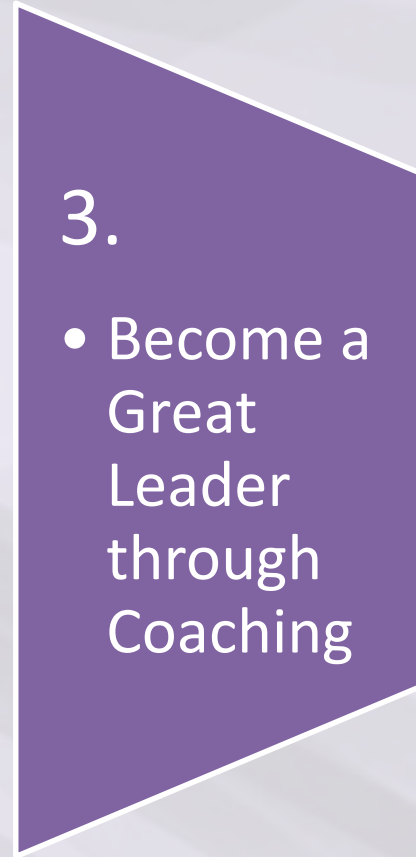 3.
• Become a
Great
Leader
through
Coaching